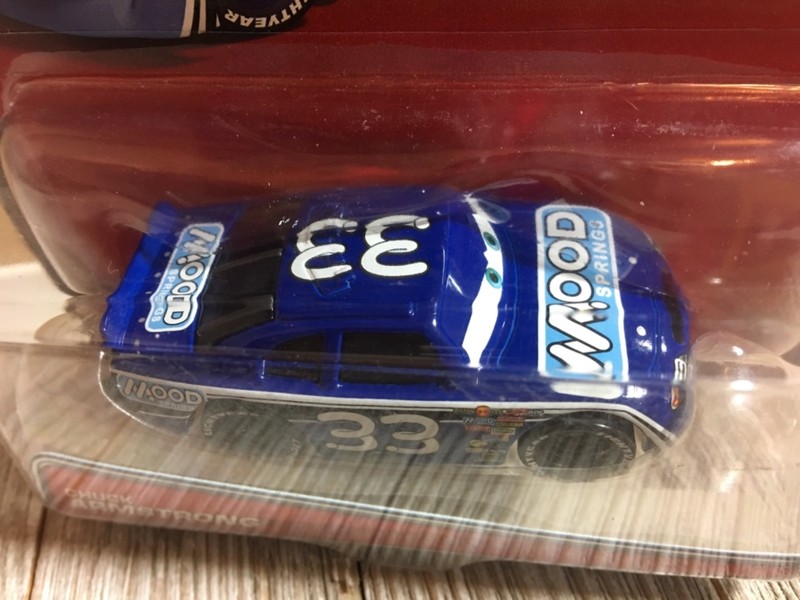 HTYEAR
33
MOOD
SPRINGS
MOOD
SPRINGS
MOOD
33
CHUCK
ARMSTRONG